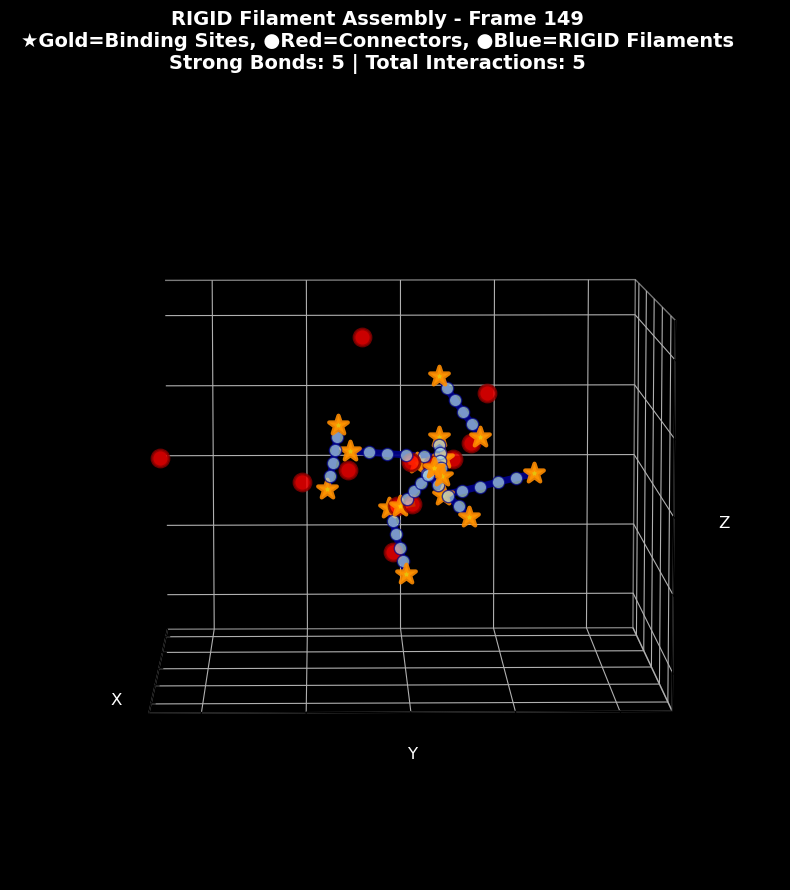 RIGID Filament Assembly - Frame 149
★Gold=Binding Sites, ●Red=Connectors, ●Blue=RIGID Filaments
Strong Bonds: 5 | Total Interactions: 5
Z
X
Y